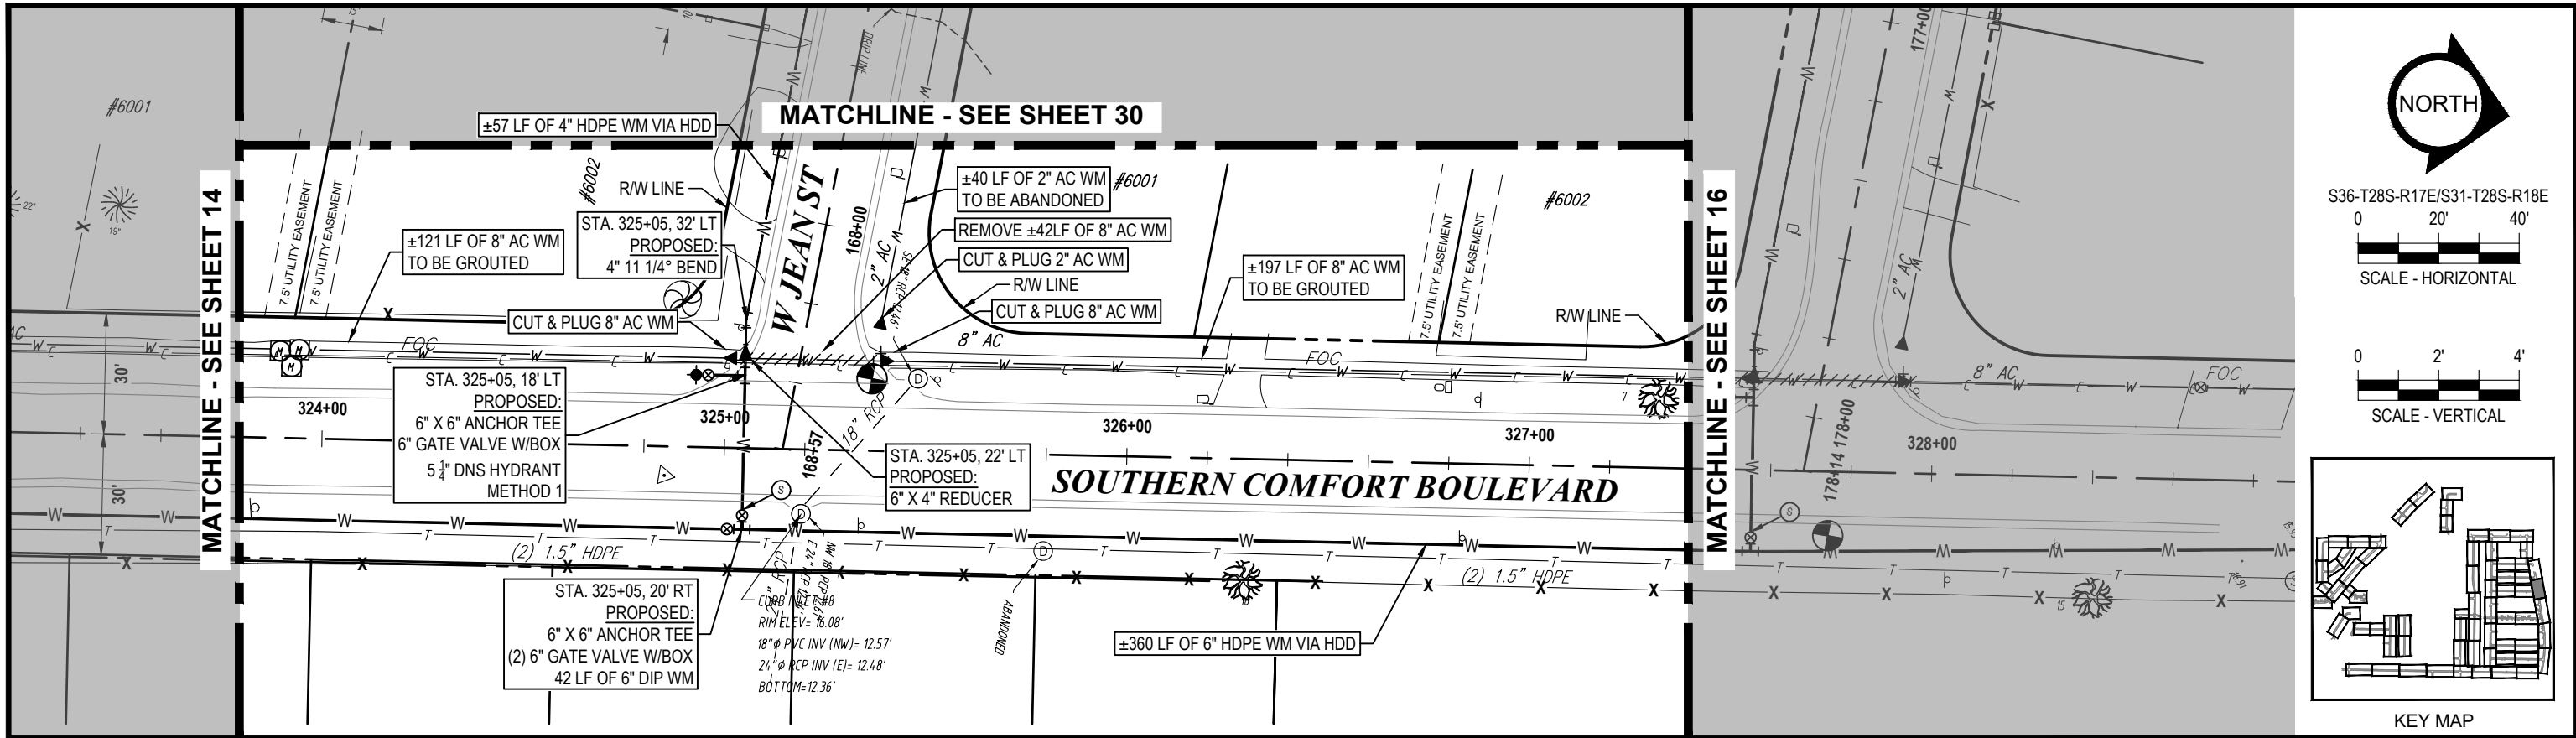 #6001
22"
19"
MATCHLINE - SEE SHEET 14
MATCHLINE - SEE SHEET 30
MATCHLINE - SEE SHEET 16
±57 LF OF 4" HDPE WM VIA HDD
DRIP LINE
177+00
#6002
R/W LINE
7.5' UTILITY EASEMENT
7.5' UTILITY EASEMENT
±121 LF OF 8" AC WM
TO BE GROUTED
STA. 325+05, 32' LT
PROPOSED:
4" 11 1/4° BEND
CUT & PLUG 8" AC WM
W JEAN ST
168+00
2" AC
±40 LF OF 2" AC WM
TO BE ABANDONED
#6001
REMOVE ±42LF OF 8" AC WM
CUT & PLUG 2" AC WM
R/W LINE
CUT & PLUG 8" AC WM
±197 LF OF 8" AC WM
TO BE GROUTED
7.5' UTILITY EASEMENT
7.5' UTILITY EASEMENT
#6002
R/W LINE
2" AC
AC
FOC
8" AC
FOC
8" AC
FOC
30'
30'
STA. 325+05, 18' LT
PROPOSED:
6" X 6" ANCHOR TEE
6" GATE VALVE W/BOX
5 1/4" DNS HYDRANT
METHOD 1
324+00
325+00
326+00
327+00
328+00
168+57
18" RCP
178+14
178+00
STA. 325+05, 22' LT
PROPOSED:
6" X 4" REDUCER
SOUTHERN COMFORT BOULEVARD
(2) 1.5" HDPE
(2) 1.5" HDPE
STA. 325+05, 20' RT
PROPOSED:
6" X 6" ANCHOR TEE
(2) 6" GATE VALVE W/BOX
42 LF OF 6" DIP WM
RIM ELEV= 16.08'
18"ϕ PVC INV (NW)= 12.57'
24"ϕ RCP INV (E)= 12.48'
BOTTOM=12.36'
ABANDONED
±360 LF OF 6" HDPE WM VIA HDD
16
15
NORTH
S36-T28S-R17E/S31-T28S-R18E
0 20' 40'
SCALE - HORIZONTAL
0 2' 4'
SCALE - VERTICAL
KEY MAP